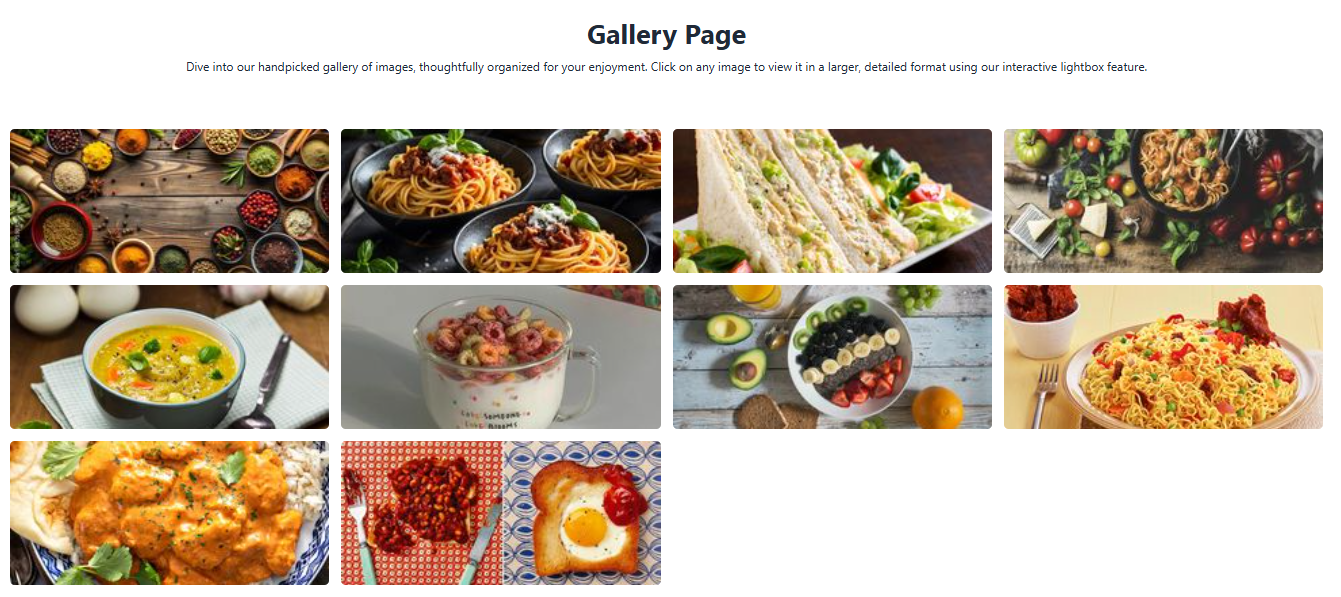 Gallery Page
Dive into our handpicked gallery of images, thoughtfully organized for your enjoyment. Click on any image to view it in a larger, detailed format using our interactive lightbox feature.
SOMEONE